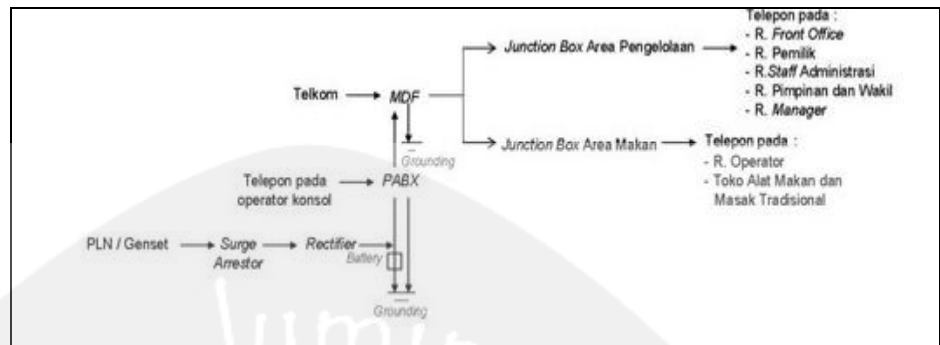 Telepon pada :
- R. Front Office
- R. Pemilik
- R.Staff Administrasi
- R. Pimpinan dan Wakil
- R. Manager
Junction Box Area Pengelolaan
Telkom
MDF
Grounding
Junction Box Area Makan
Telepon pada :
- R. Operator
- Toko Alat Makan dan
Masak Tradisional
Telepon pada
operator konsol
PABX
PLN / Genset
Surge
Arrestor
Rectifier
Battery
Grounding